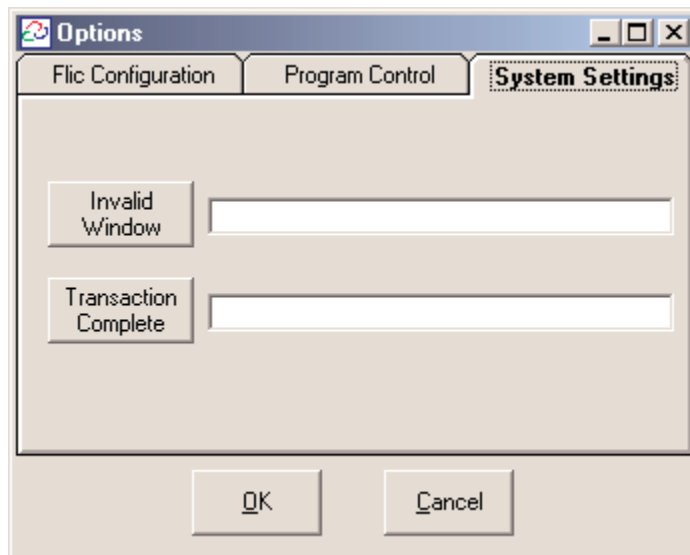 Options
Flic Configuration Program Control System Settings
Invalid
Window
Transaction
Complete
OK Cancel